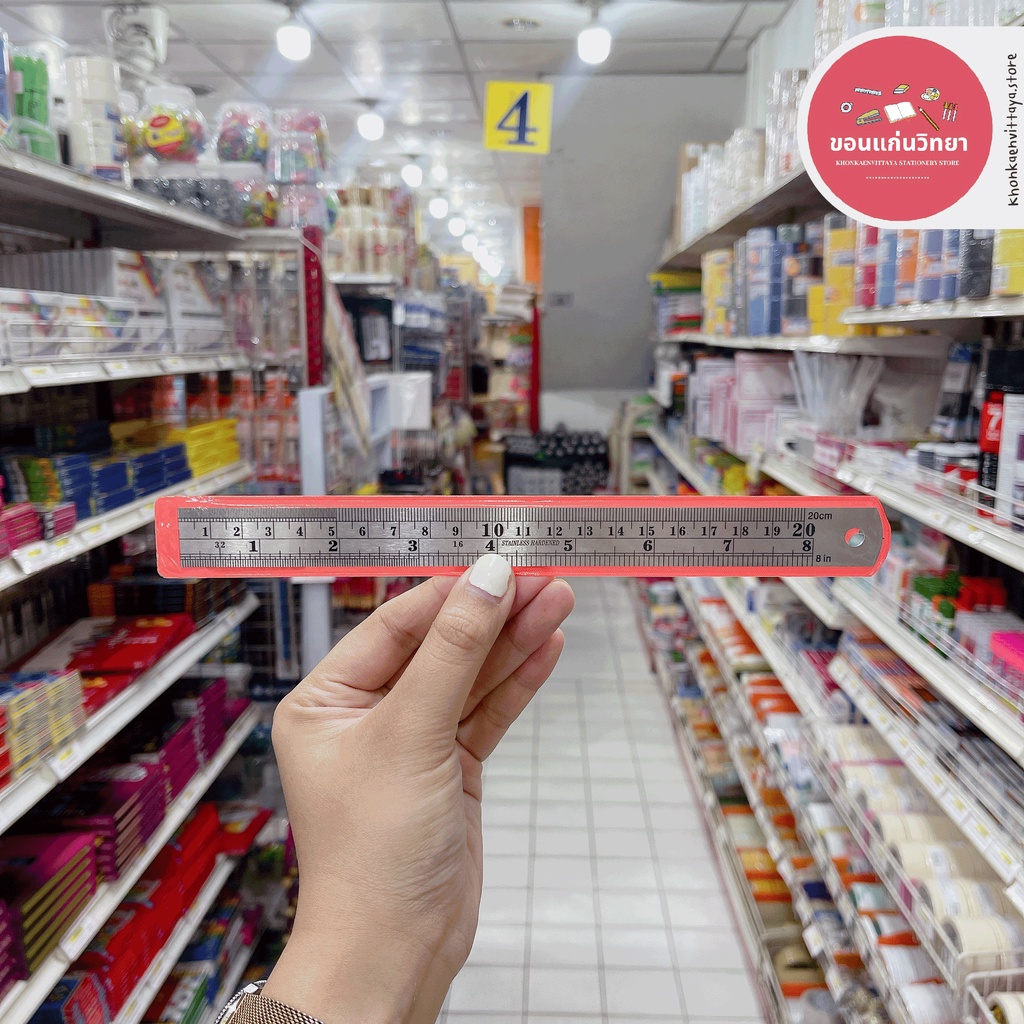 4
ขอนแก่นวิทยา
KHONKAENVITTAYA STATIONERY STORE
Khonkaenvittaya.store
1 2 3 4 5 6 7 8 9 10 11 12 13 14 15 16 17 18 19 20 20cm
32 1 2 3 16 4 STAINLESS HARDENED 5 6 7 8 8 in